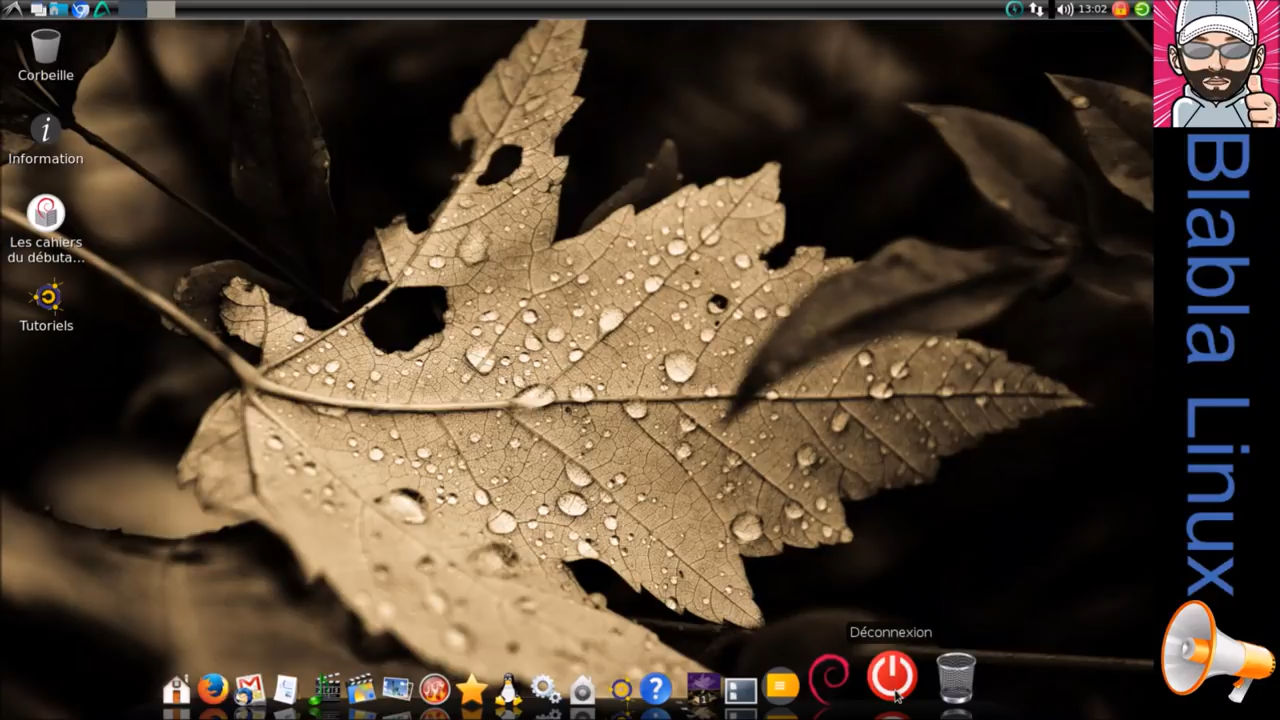 13:02
Corbeille
Information
Les cahiers
du débuta...
Tutoriels
Déconnexion
Blabla Linux